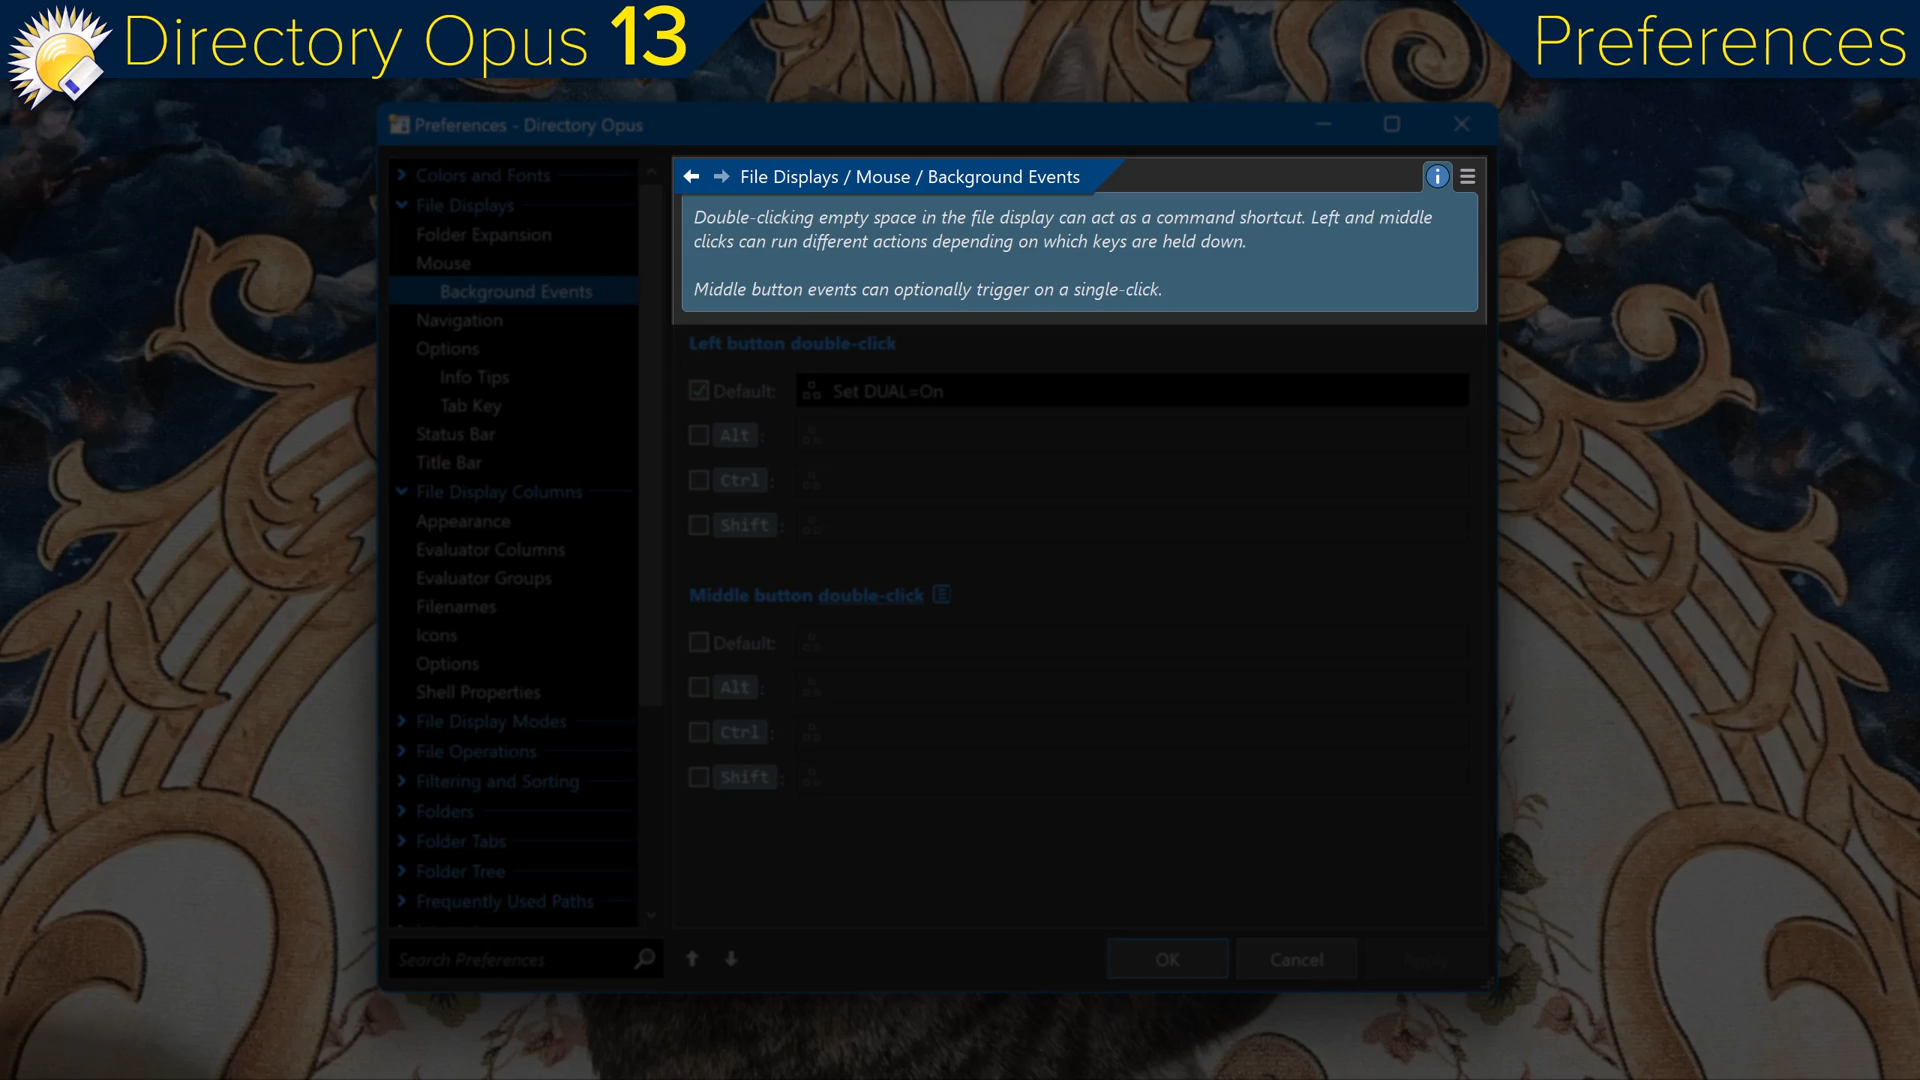 Directory Opus 13
Preferences
Preferences - Directory Opus
Colors and Fonts
File Displays
Folder Expansion
Mouse
Background Events
Navigation
Options
Info Tips
Tab Key
Status Bar
Title Bar
File Display Columns
Appearance
Evaluator Columns
Evaluator Groups
Filenames
Icons
Options
Shell Properties
File Display Modes
File Operations
Filtering and Sorting
Folders
Folder Tabs
Folder Tree
Frequently Used Paths
Search Preferences
File Displays / Mouse / Background Events
Double-clicking empty space in the file display can act as a command shortcut. Left and middle
clicks can run different actions depending on which keys are held down.
Middle button events can optionally trigger on a single-click.
Left button double-click
Default: Set DUAL=On
Alt :
Ctrl :
Shift :
Middle button double-click
Default:
Alt :
Ctrl :
Shift :
OK
Cancel
Apply